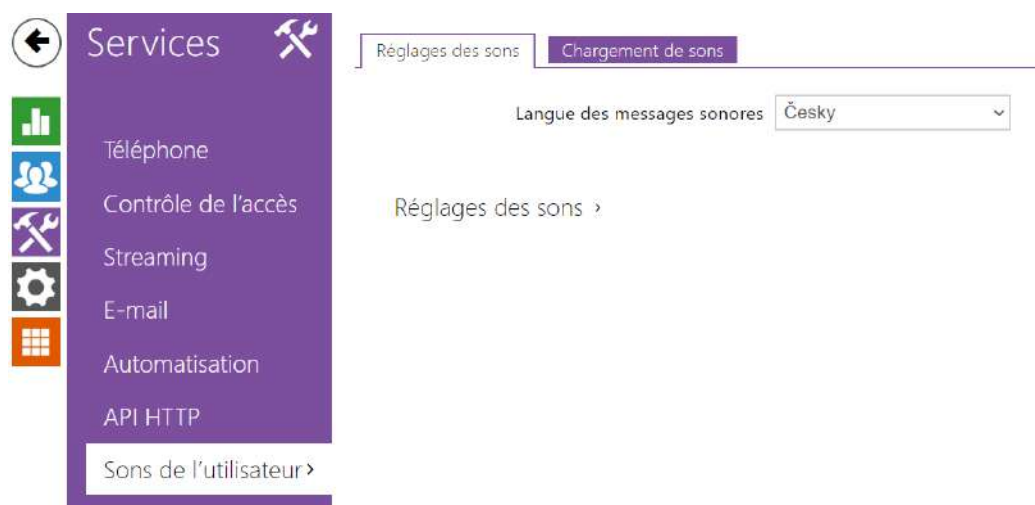 Services
Réglages des sons
Chargement de sons
Langue des messages sonores Česky
Téléphone
Contrôle de l'accès
Réglages des sons ›
Streaming
E-mail
Automatisation
API HTTP
Sons de l'utilisateur ›